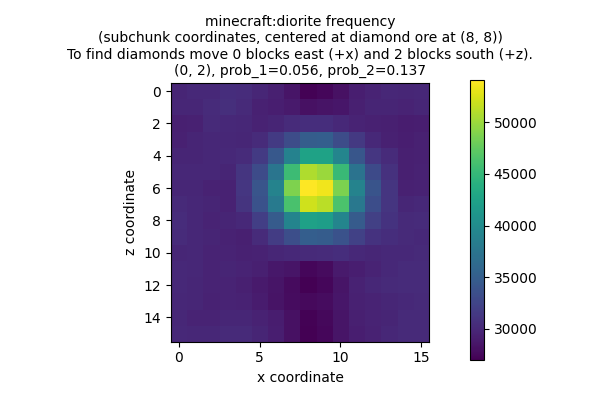 minecraft:diorite frequency
(subchunk coordinates, centered at diamond ore at (8, 8))
To find diamonds move 0 blocks east (+x) and 2 blocks south (+z).
(0, 2), prob_1=0.056, prob_2=0.137
0
2
4
6
8
10
12
14
z coordinate
0 5 10 15
x coordinate
50000
45000
40000
35000
30000